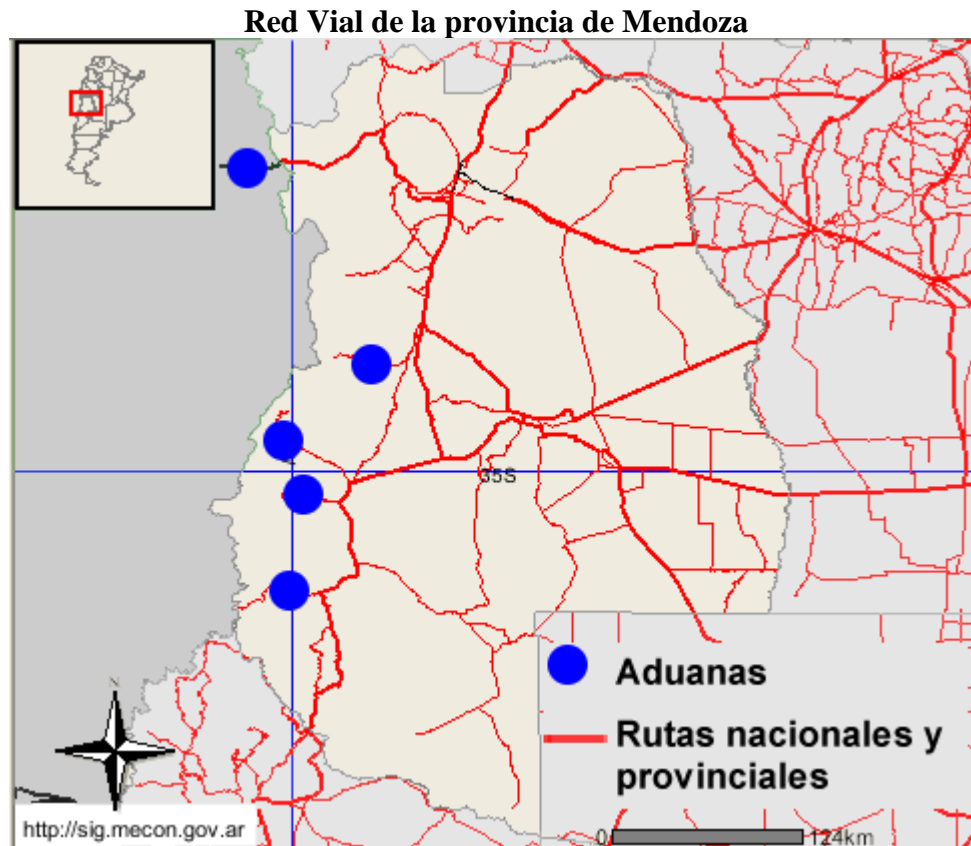 Red Vial de la provincia de Mendoza
35S
Aduanas
Rutas nacionales y
provinciales
N
http://sig.mecon.gov.ar
0 124km